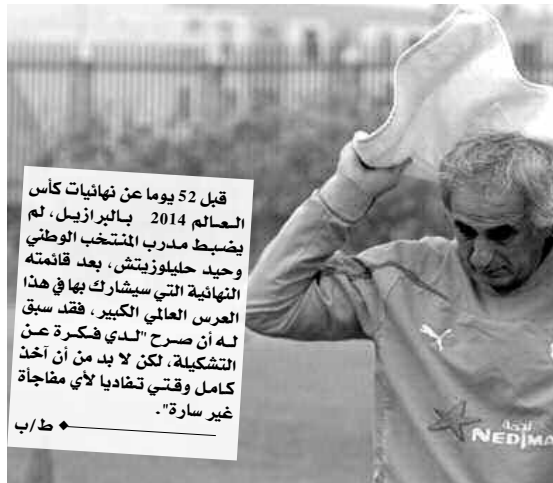 قبل 52 يوما عن نهائيات كأس
العالم 2014 بالبرازيل، لم
يضبط مدرب المنتخب الوطني
وحيد حليلوزيتش، بعد قائمته
النهائية التي سيشارك بها في هذا
العرس العالمي الكبير، فقد سبق
له أن صرح "لدي فكرة عن
التشكيلة، لكن لا بد من أن آخذ
كامل وقتي تفاديا لأي مفاجأة
غير سارة".
ط/ب
نجمة
NEDJMA